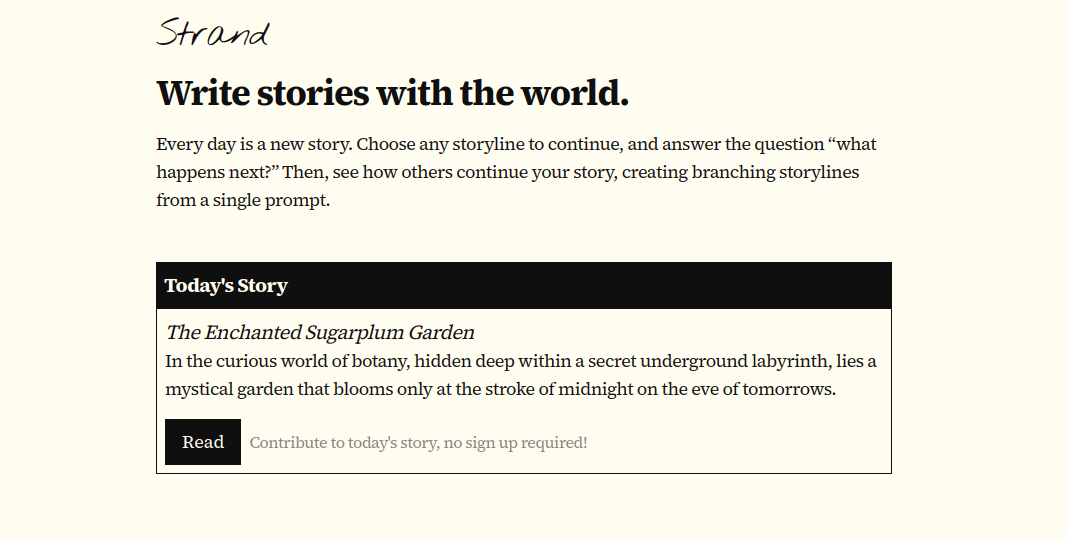 Strand
Write stories with the world.
Every day is a new story. Choose any storyline to continue, and answer the question “what
happens next?” Then, see how others continue your story, creating branching storylines
from a single prompt.
Today's Story
The Enchanted Sugarplum Garden
In the curious world of botany, hidden deep within a secret underground labyrinth, lies a
mystical garden that blooms only at the stroke of midnight on the eve of tomorrows.
Read Contribute to today's story, no sign up required!